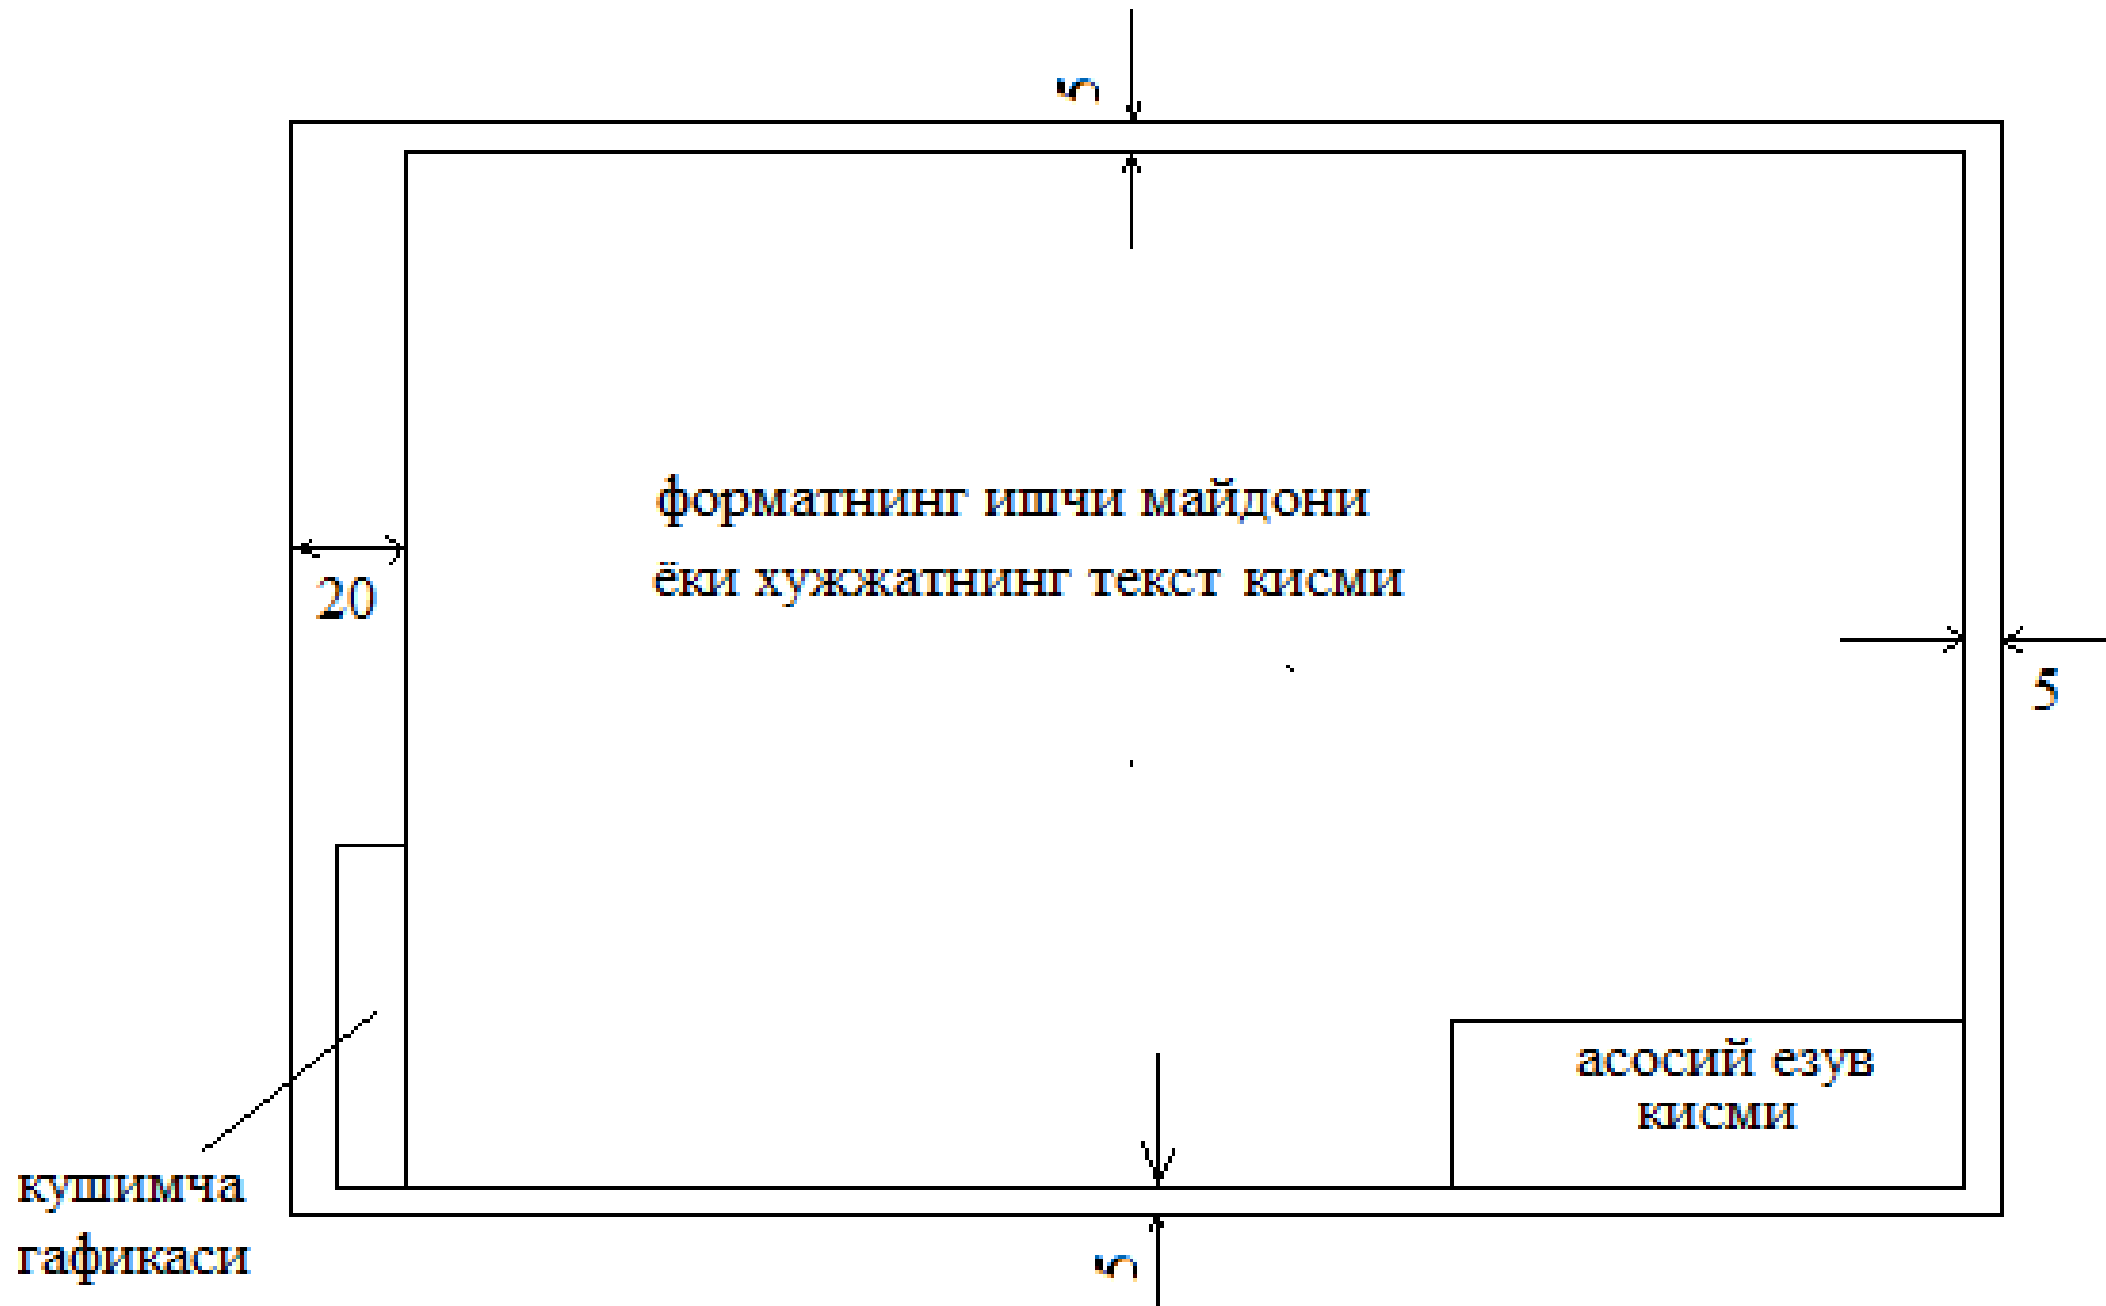 5
форматнинг ишчи майдони
ёки хужжатнинг текст кисми
20
5
асосий езув
кисми
кушимча
гафикаси
5